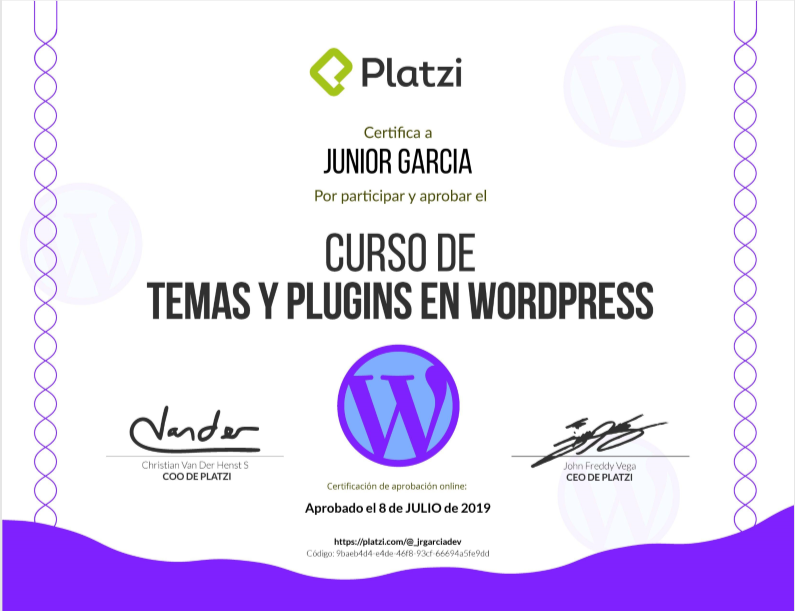 Platzi
Certifica a
JUNIOR GARCIA
Por participar y aprobar el
CURSO DE
TEMAS Y PLUGINS EN WORDPRESS
Vander
Christian Van Der Henst S
COO DE PLATZI
John Freddy Vega
CEO DE PLATZI
Certificación de aprobación online:
Aprobado el 8 de JULIO de 2019
https://platzi.com/@_jrgarciadev
Código: 9baeb4d4-e4de-46f8-93cf-66694a5fe9dd